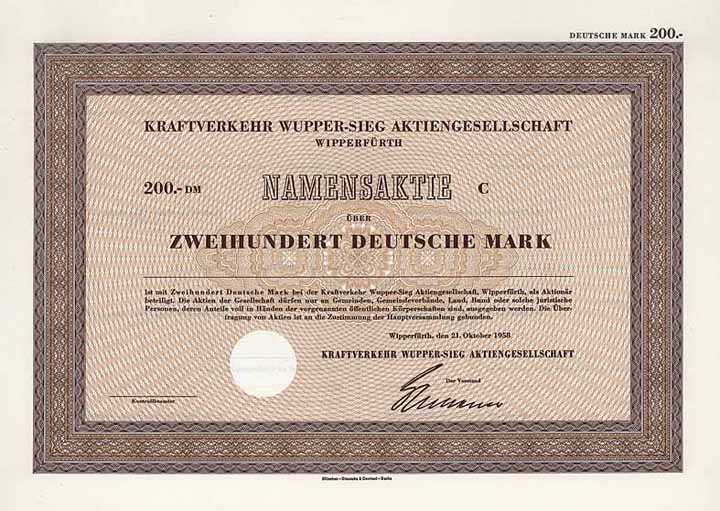 DEUTSCHE MARK 200.-
KRAFTVERKEHR WUPPER-SIEG AKTIENGESELLSCHAFT
WIPPERFÜRTH
200.- DM NAMENSAKTIE C
ÜBER
ZWEIHUNDERT DEUTSCHE MARK
ist mit Zweihundert Deutsche Mark bei der Kraftverkehr Wupper-Sieg Aktiengesellschaft, Wipperfürth, als Aktionär
beteiligt. Die Aktien der Gesellschaft dürfen nur an Gemeinden, Gemeindeverbände, Land, Bund oder solche juristische
Personen, deren Anteile voll in Händen der vorgenannten öffentlichen Körperschaften sind, ausgegeben werden. Die Über-
tragung von Aktien ist an die Zustimmung der Hauptversammlung gebunden.
Wipperfürth, den 21. Oktober 1958
KRAFTVERKEHR WUPPER-SIEG AKTIENGESELLSCHAFT
Der Vorstand
Kontrollbeamter